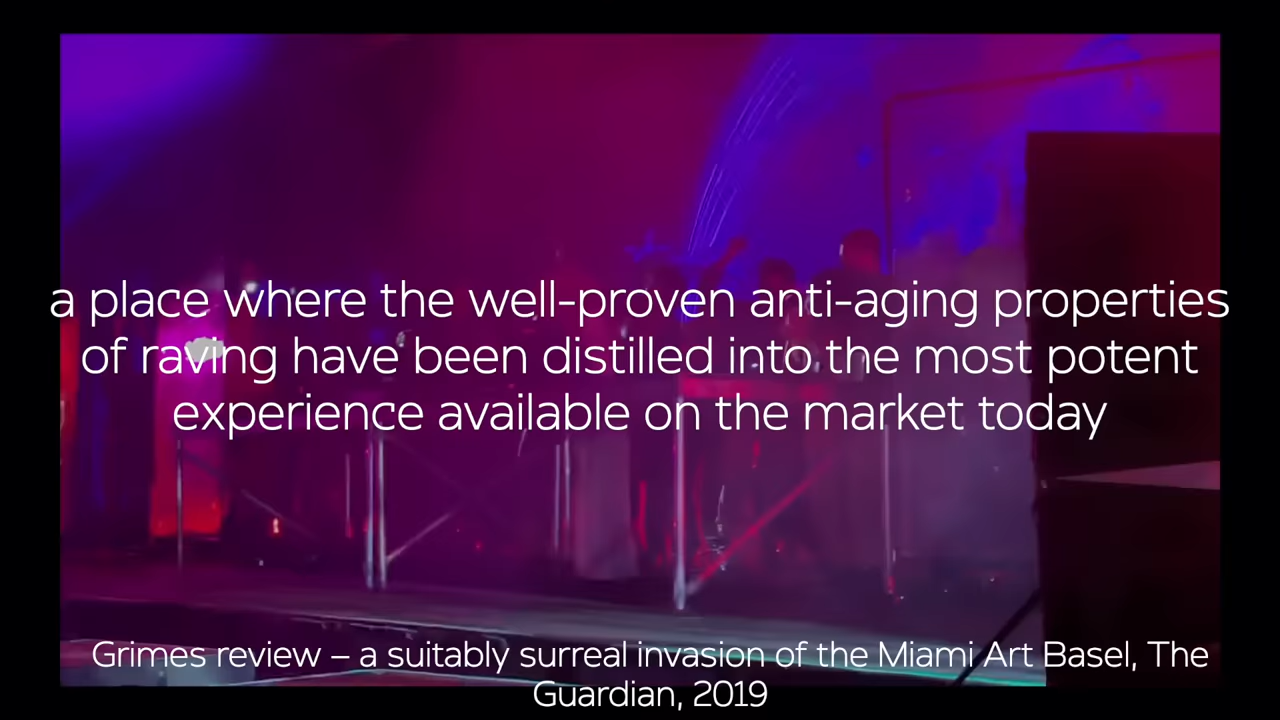 a place where the well-proven anti-aging properties
of raving have been distilled into the most potent
experience available on the market today
Grimes review – a suitably surreal invasion of the Miami Art Basel, The
Guardian, 2019